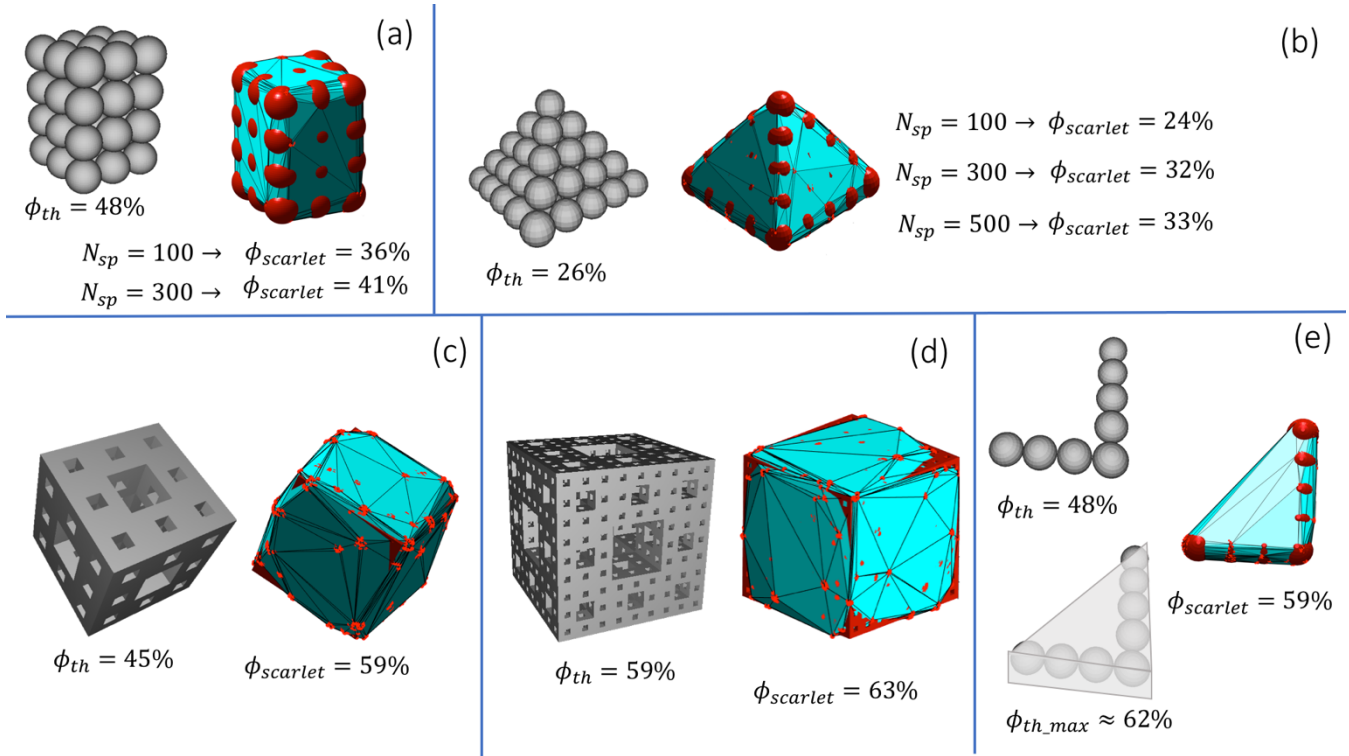 (a)
ϕ_th = 48%
N_sp = 100 → ϕ_scarlet = 36%
N_sp = 300 → ϕ_scarlet = 41%
(b)
N_sp = 100 → ϕ_scarlet = 24%
N_sp = 300 → ϕ_scarlet = 32%
N_sp = 500 → ϕ_scarlet = 33%
ϕ_th = 26%
(c)
ϕ_th = 45%
ϕ_scarlet = 59%
(d)
ϕ_th = 59%
ϕ_scarlet = 63%
(e)
ϕ_th = 48%
ϕ_scarlet = 59%
ϕ_th_max ≈ 62%